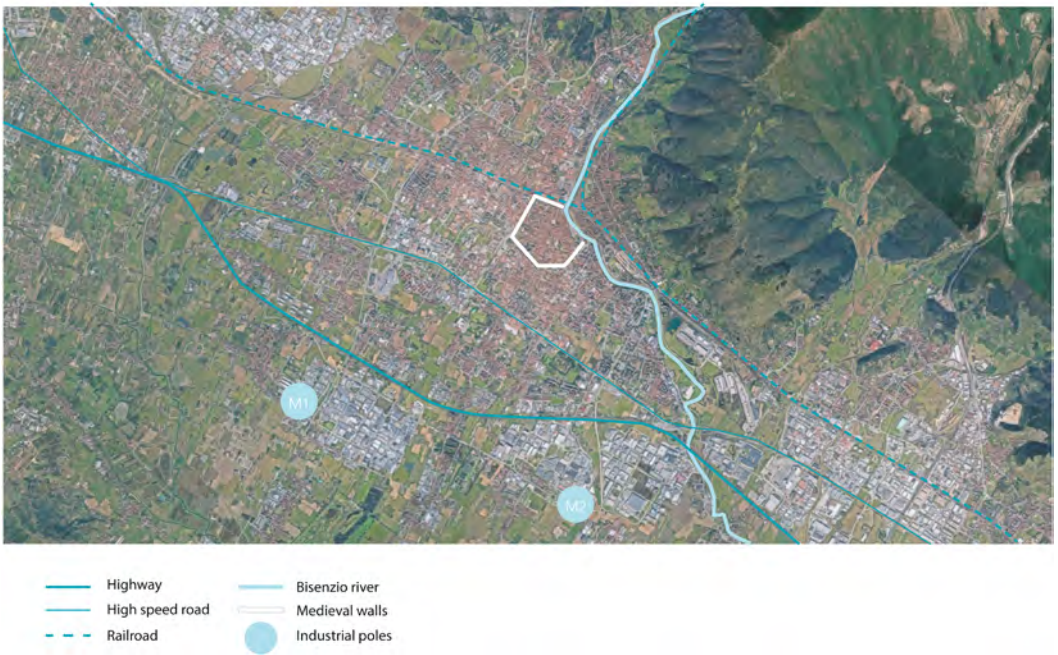 M1
M2
Highway
High speed road
Railroad
Bisenzio river
Medieval walls
Industrial poles